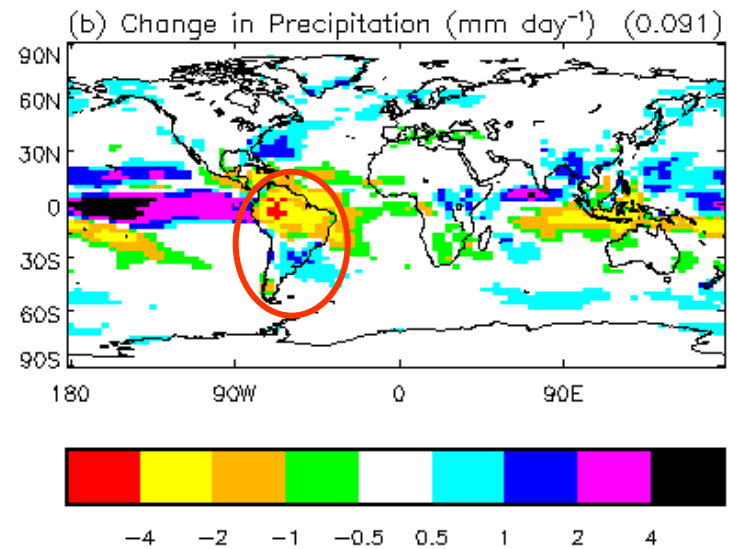 (b) Change in Precipitation (mm day⁻¹) (0.091)
90N
60N
30N
0
30S
60S
90S
180 90W 0 90E
−4 −2 −1 −0.5 0.5 1 2 4